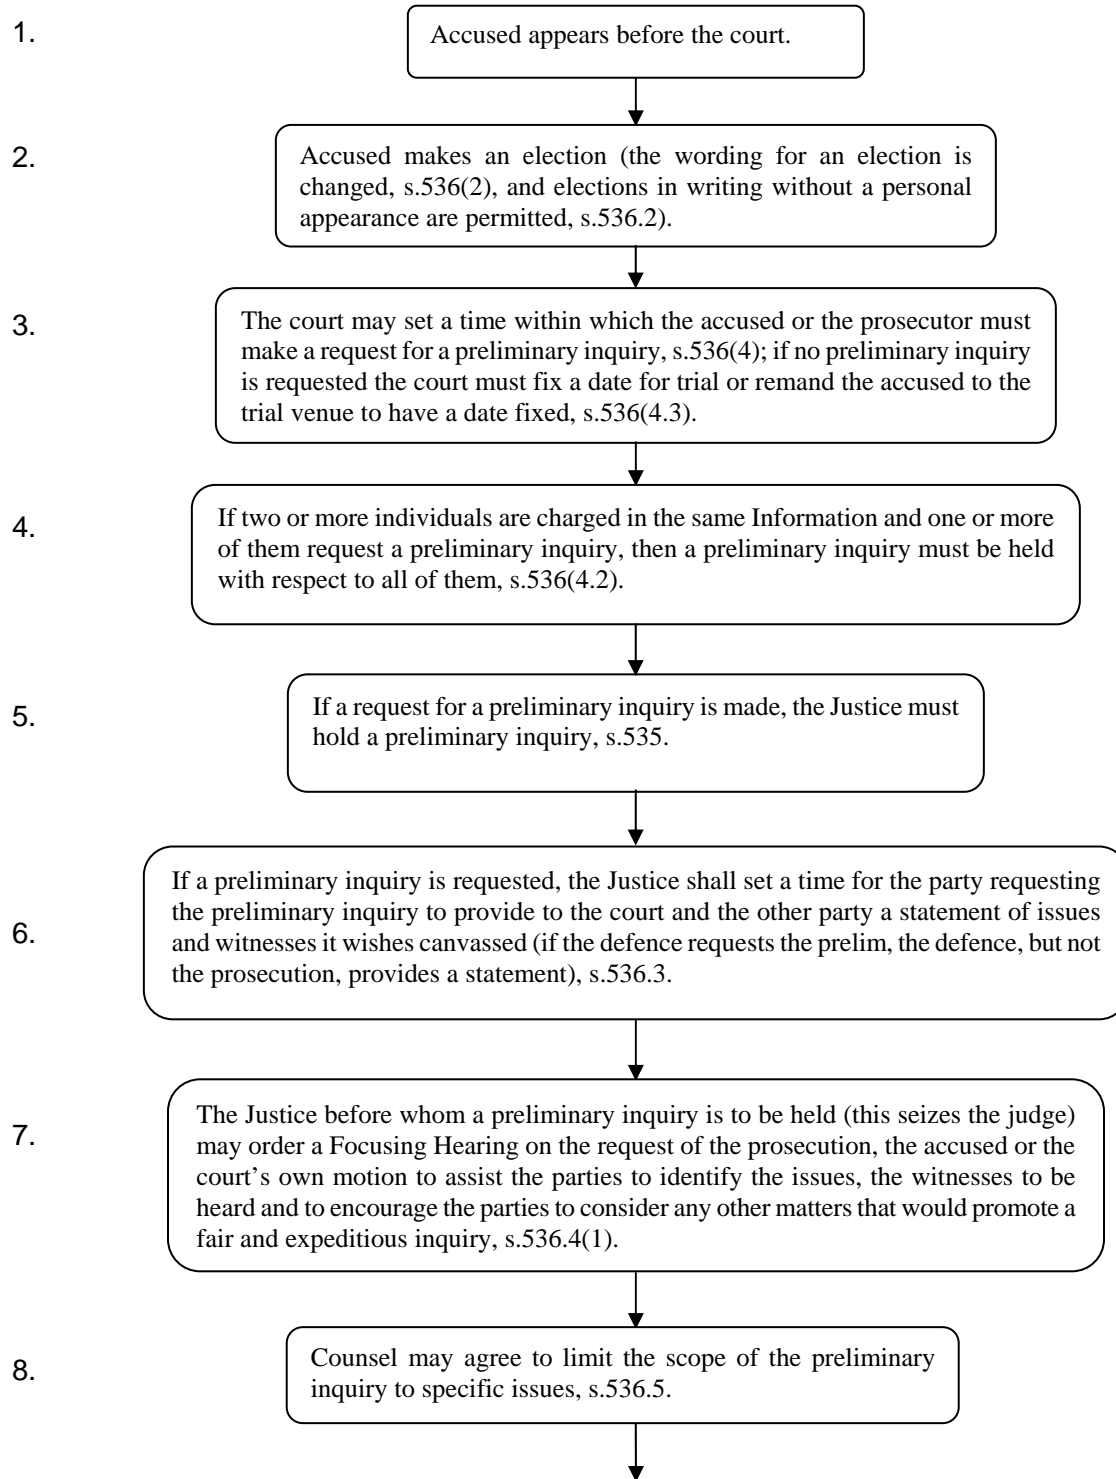 1.
Accused appears before the court.
2.
Accused makes an election (the wording for an election is
changed, s.536(2), and elections in writing without a personal
appearance are permitted, s.536.2).
3.
The court may set a time within which the accused or the prosecutor must
make a request for a preliminary inquiry, s.536(4); if no preliminary inquiry
is requested the court must fix a date for trial or remand the accused to the
trial venue to have a date fixed, s.536(4.3).
4.
If two or more individuals are charged in the same Information and one or more
of them request a preliminary inquiry, then a preliminary inquiry must be held
with respect to all of them, s.536(4.2).
5.
If a request for a preliminary inquiry is made, the Justice must
hold a preliminary inquiry, s.535.
6.
If a preliminary inquiry is requested, the Justice shall set a time for the party requesting
the preliminary inquiry to provide to the court and the other party a statement of issues
and witnesses it wishes canvassed (if the defence requests the prelim, the defence, but not
the prosecution, provides a statement), s.536.3.
7.
The Justice before whom a preliminary inquiry is to be held (this seizes the judge)
may order a Focusing Hearing on the request of the prosecution, the accused or the
court’s own motion to assist the parties to identify the issues, the witnesses to be
heard and to encourage the parties to consider any other matters that would promote a
fair and expeditious inquiry, s.536.4(1).
8.
Counsel may agree to limit the scope of the preliminary
inquiry to specific issues, s.536.5.